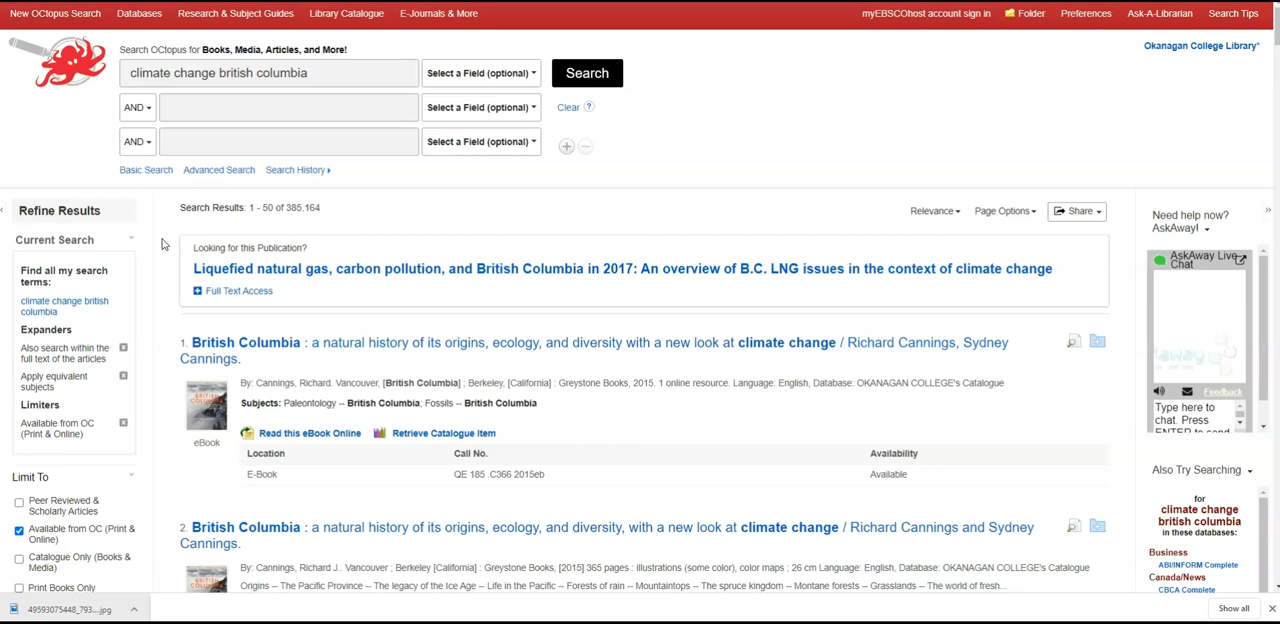 New OCtopus Search Databases Research & Subject Guides Library Catalogue E-Journals & More myEBSCOhost account sign in Folder Preferences Ask-A-Librarian Search Tips
Search OCtopus for Books, Media, Articles, and More!
Okanagan College Library*
climate change british columbia Select a Field (optional) Search
AND Select a Field (optional) Clear ?
AND Select a Field (optional)
Basic Search Advanced Search Search History
Refine Results
Current Search
Find all my search
terms:
climate change british
columbia
Expanders
Also search within the
full text of the articles
Apply equivalent
subjects
Limiters
Available from OC
(Print & Online)
Limit To
Peer Reviewed &
Scholarly Articles
Available from OC (Print &
Online)
Catalogue Only (Books &
Media)
Print Books Only
Search Results: 1 - 50 of 385,164
Relevance Page Options Share
Looking for this Publication?
Liquefied natural gas, carbon pollution, and British Columbia in 2017: An overview of B.C. LNG issues in the context of climate change
Full Text Access
1. British Columbia : a natural history of its origins, ecology, and diversity with a new look at climate change / Richard Cannings, Sydney
Cannings.
By: Cannings, Richard. Vancouver, [British Columbia] ; Berkeley, [California] : Greystone Books, 2015. 1 online resource. Language: English, Database: OKANAGAN COLLEGE's Catalogue
Subjects: Paleontology -- British Columbia; Fossils -- British Columbia
eBook
Read this eBook Online Retrieve Catalogue Item
Location Call No. Availability
E-Book QE 185 .C366 2015eb Available
2. British Columbia : a natural history of its origins, ecology, and diversity, with a new look at climate change / Richard Cannings and Sydney
Cannings.
By: Cannings, Richard J.. Vancouver ; Berkeley [California] : Greystone Books, [2015] 365 pages : illustrations (some color), color maps ; 26 cm Language: English, Database: OKANAGAN COLLEGE's Catalogue
Origins -- The Pacific Province -- The legacy of the Ice Age -- Life in the Pacific -- Forests of rain -- Mountaintops -- The spruce kingdom -- Montane forests -- Grasslands -- The world of fresh...
Need help now?
AskAway!
AskAway Live
Chat
Feedback
Type here to
chat. Press
ENTER to send
Also Try Searching
for
climate change
british columbia
in these databases:
Business
ABI/INFORM Complete
Canada/News
CBCA Complete
49593075448_793....jpg Show all